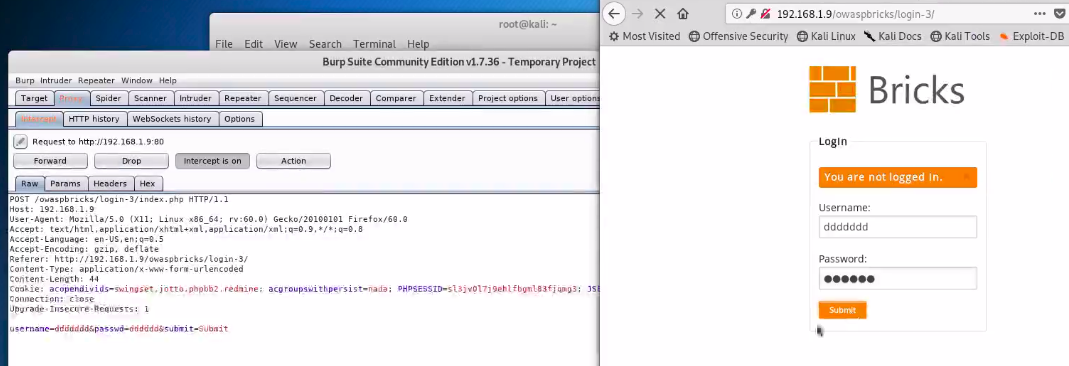 root@kali: ~
File Edit View Search Terminal Help
Burp Suite Community Edition v1.7.36 - Temporary Project
Burp Intruder Repeater Window Help
Target Proxy Spider Scanner Intruder Repeater Sequencer Decoder Comparer Extender Project options User options
Intercept HTTP history WebSockets history Options
Request to http://192.168.1.9:80
Forward Drop Intercept is on Action
Raw Params Headers Hex
POST /owaspbricks/login-3/index.php HTTP/1.1
Host: 192.168.1.9
User-Agent: Mozilla/5.0 (X11; Linux x86_64; rv:60.0) Gecko/20100101 Firefox/60.0
Accept: text/html,application/xhtml+xml,application/xml;q=0.9,*/*;q=0.8
Accept-Language: en-US,en;q=0.5
Accept-Encoding: gzip, deflate
Referer: http://192.168.1.9/owaspbricks/login-3/
Content-Type: application/x-www-form-urlencoded
Content-Length: 44
Cookie: acopendivids=swingset,jotto,phpbb2,redmine; acgroupswithpersist=nada; PHPSESSID=sl3jv0l7j9ehlfbgml83fjqmg3; JSE
Connection: close
Upgrade-Insecure-Requests: 1
username=ddddddd&passwd=dddddd&submit=Submit
192.168.1.9/owaspbricks/login-3/
Most Visited Offensive Security Kali Linux Kali Docs Kali Tools Exploit-DB
Bricks
Login
You are not logged in.
Username:
ddddddd
Password:
Submit